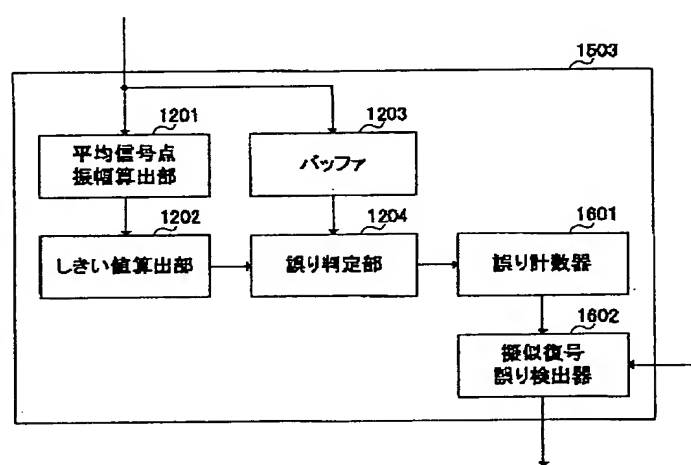 1503
1201
平均信号点
振幅算出部
1203
バッファ
1202
しきい値算出部
1204
誤り判定部
1601
誤り計数器
1602
擬似復号
誤り検出器